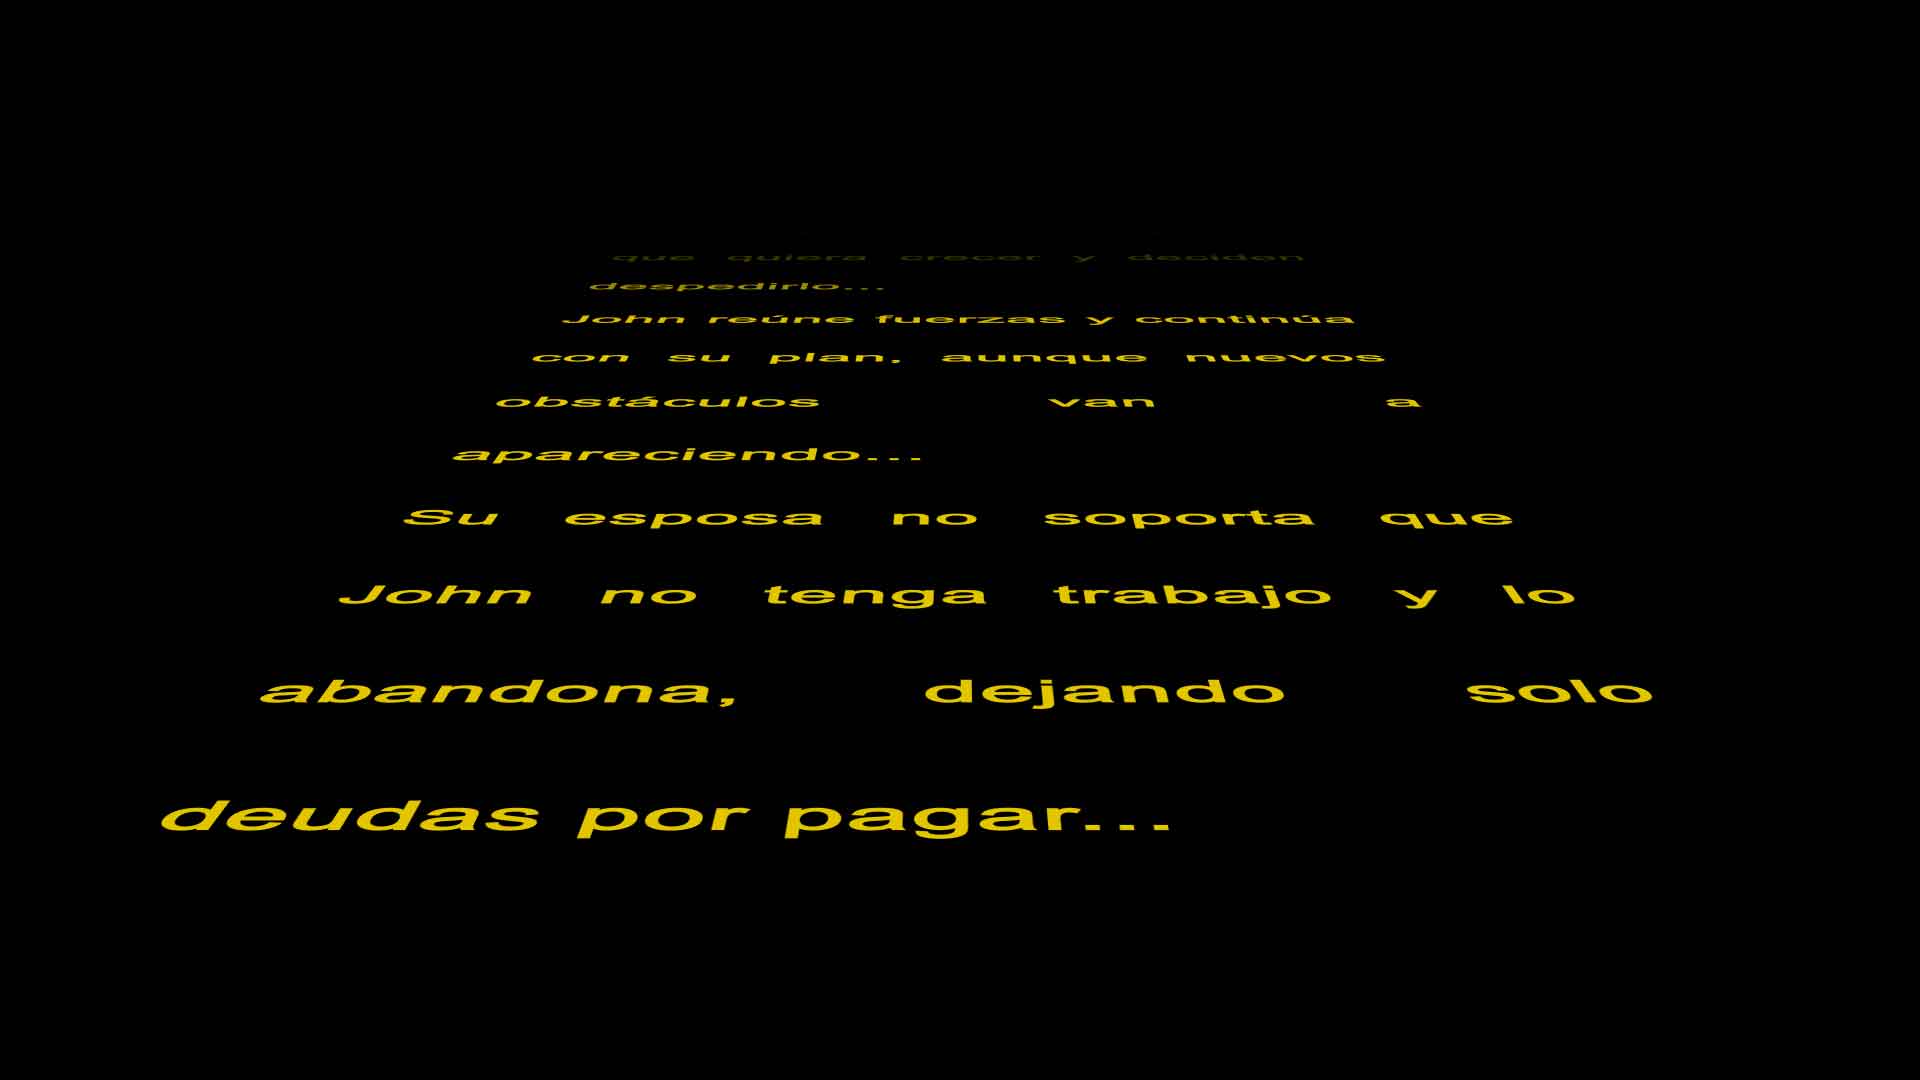 que quiera crecer y deciden
despedirlo...
John reúne fuerzas y continúa
con su plan, aunque nuevos
obstáculos van a
apareciendo...
Su esposa no soporta que
John no tenga trabajo y lo
abandona, dejando solo
deudas por pagar...